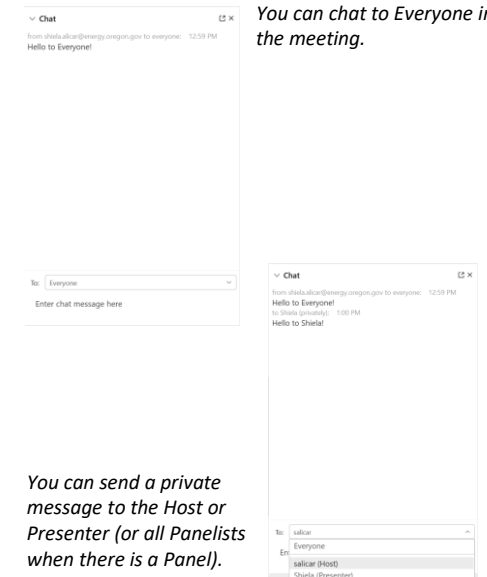 You can chat to Everyone in
the meeting.
Chat
from shiela.alicar@energy.oregon.gov to everyone: 12:59 PM
Hello to Everyone!
To: Everyone
Enter chat message here
Chat
from shiela.alicar@energy.oregon.gov to everyone: 12:59 PM
Hello to Everyone!
to Shiela (privately): 1:00 PM
Hello to Shiela!
You can send a private
message to the Host or
Presenter (or all Panelists
when there is a Panel).
To: salicar
Everyone
salicar (Host)
Shiela (Presenter)